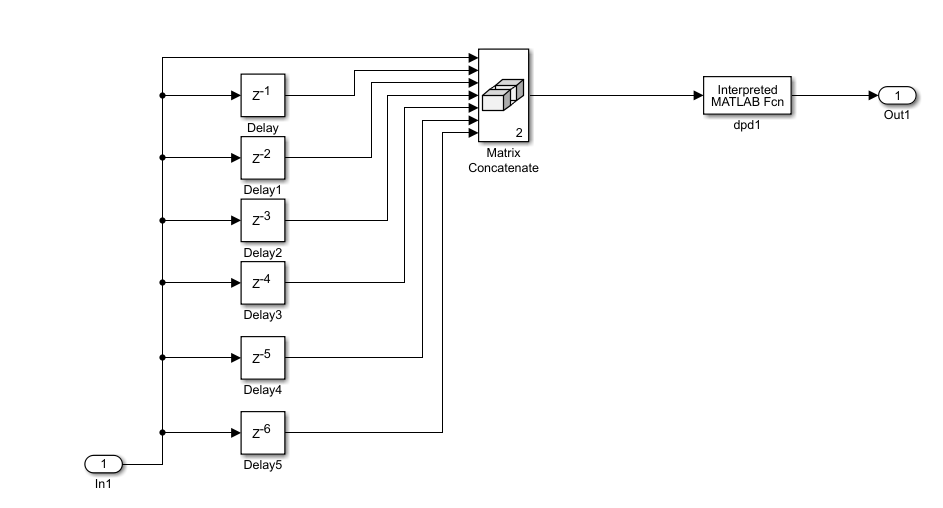 Z-1
Delay
Z-2
Delay1
Z-3
Delay2
Z-4
Delay3
Z-5
Delay4
Z-6
Delay5
1
In1
2
Matrix
Concatenate
Interpreted
MATLAB Fcn
dpd1
1
Out1